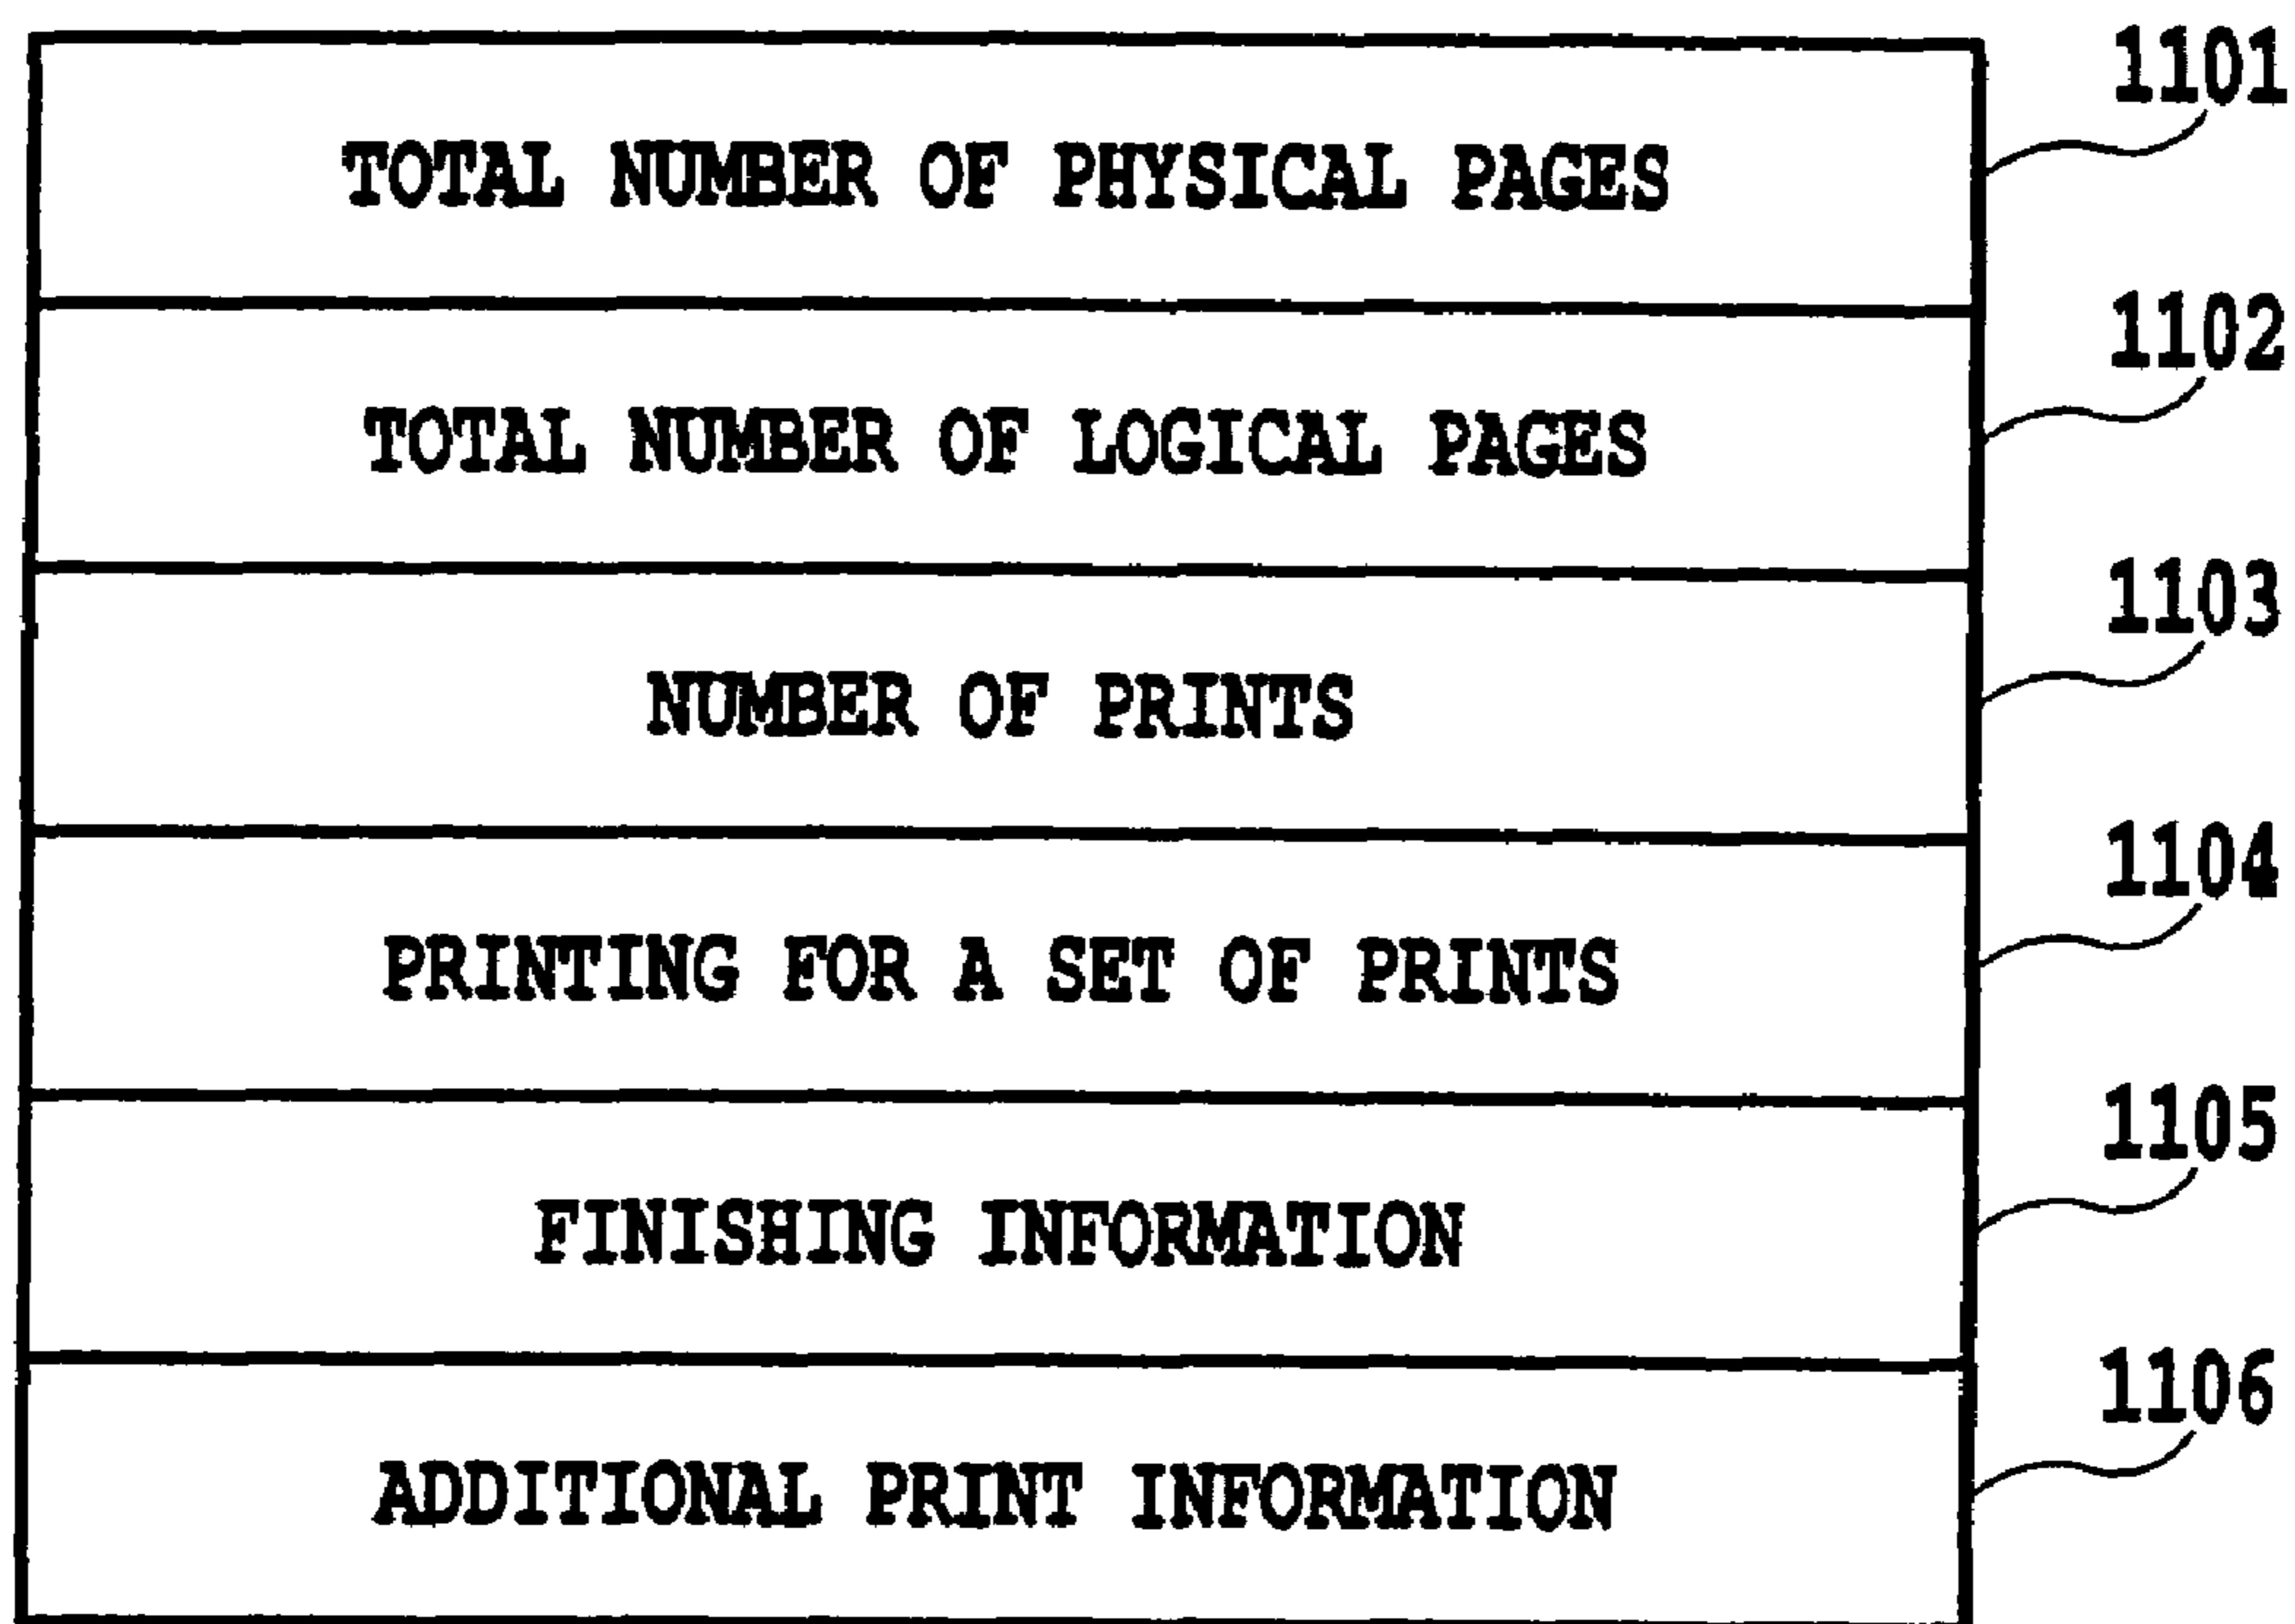 1101
TOTAL NUMBER OF PHYSICAL PAGES
1102
TOTAL NUMBER OF LOGICAL PAGES
1103
NUMBER OF PRINTS
1104
PRINTING FOR A SET OF PRINTS
1105
FINISHING INFORMATION
1106
ADDITIONAL PRINT INFORMATION